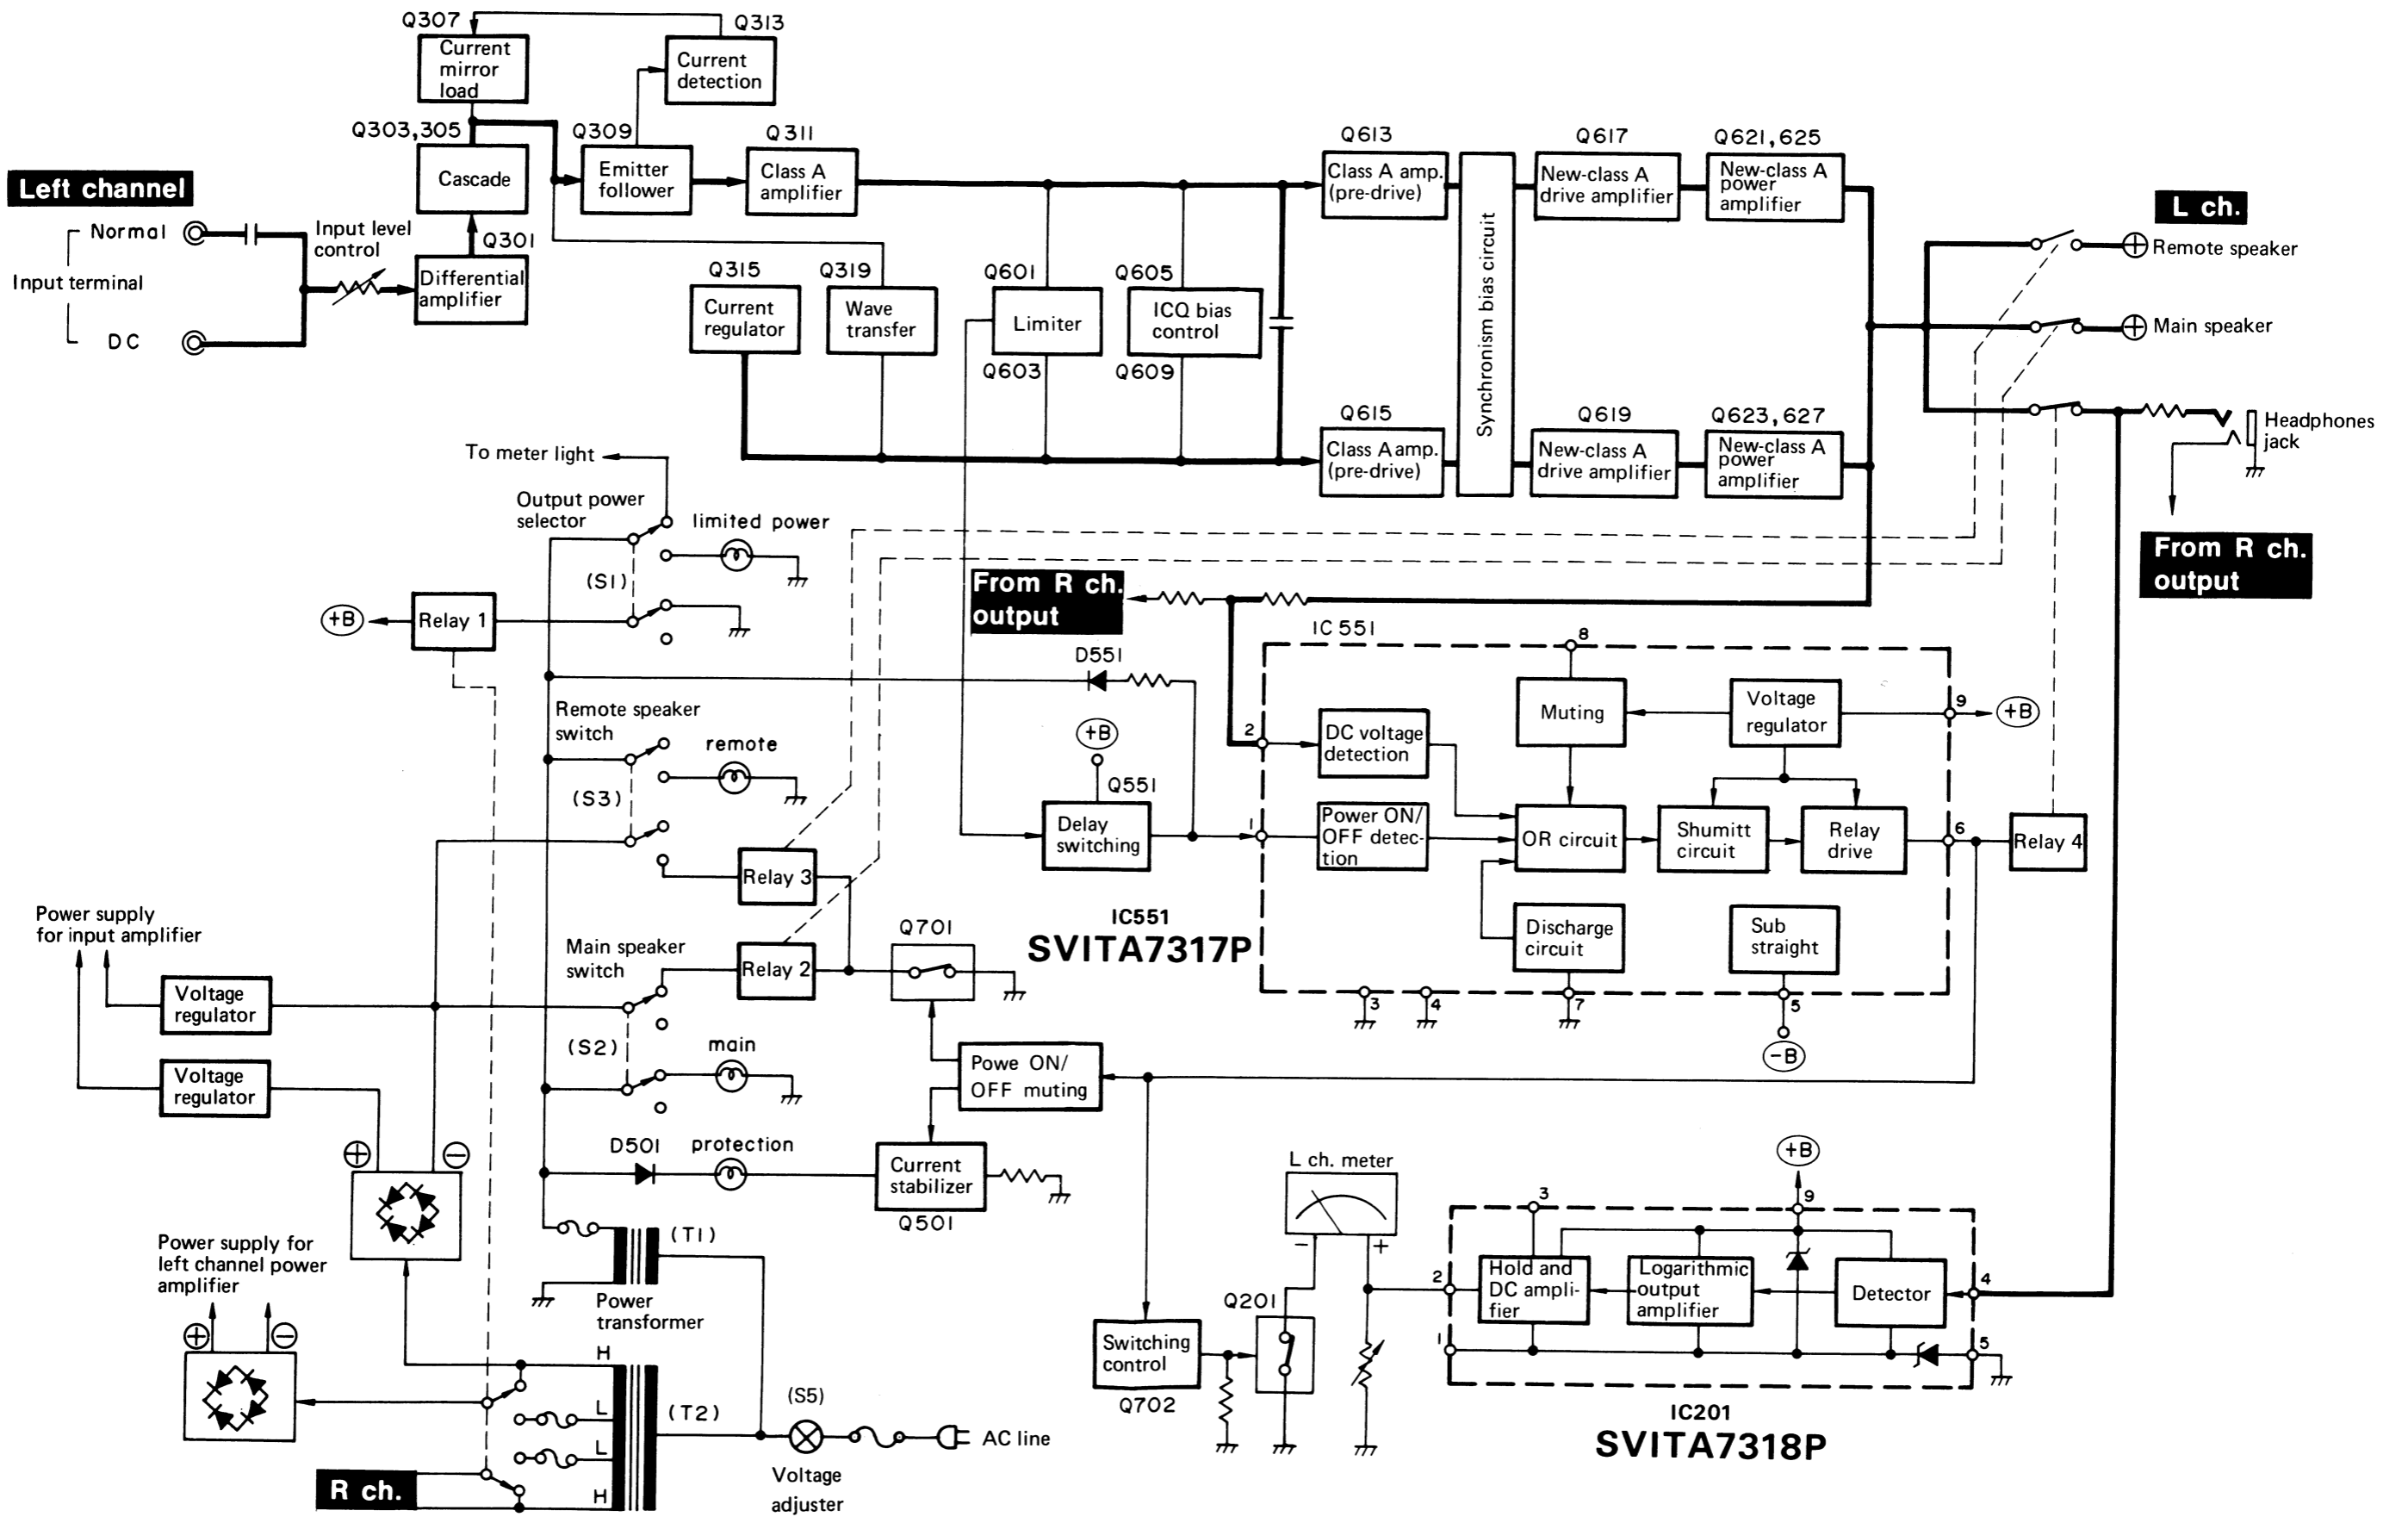 Q307
Q313
Current
mirror
load
Current
detection
Q303,305
Q309
Q311
Q613
Q617
Q621,625
Left channel
Cascade
Emitter
follower
Class A
amplifier
Class A amp.
(pre-drive)
Synchronism bias circuit
New-class A
drive amplifier
New-class A
power
amplifier
L ch.
Normal
Input level
control
Q301
Input terminal
Differential
amplifier
DC
Q315
Q319
Q601
Q605
Current
regulator
Wave
transfer
Limiter
ICQ bias
control
Q603
Q609
Remote speaker
Main speaker
Headphones
jack
Q615
Q619
Q623,627
Class A amp.
(pre-drive)
New-class A
drive amplifier
New-class A
power
amplifier
From R ch.
output
To meter light
Output power
selector
limited power
(S1)
+B
Relay 1
From R ch.
output
IC551
8
D551
Muting
Voltage
regulator
9
+B
Remote speaker
switch
remote
(S3)
+B
Q551
2
DC voltage
detection
Delay
switching
1
Power ON/
OFF detec-
tion
OR circuit
Shumitt
circuit
Relay
drive
6
Relay 4
Relay 3
IC551
SVITA7317P
Discharge
circuit
Sub
straight
3
4
7
5
-B
Power supply
for input amplifier
Main speaker
switch
Relay 2
Q701
Voltage
regulator
Voltage
regulator
(S2)
main
Powe ON/
OFF muting
+
−
D501
protection
Current
stabilizer
Q501
Power supply for
left channel power
amplifier
+
−
(T1)
Power
transformer
H
L
L
H
(T2)
(S5)
Voltage
adjuster
AC line
R ch.
L ch. meter
−
+
Q201
Switching
control
Q702
+B
3
9
2
Hold and
DC ampli-
fier
Logarithmic
output
amplifier
Detector
4
1
5
IC201
SVITA7318P